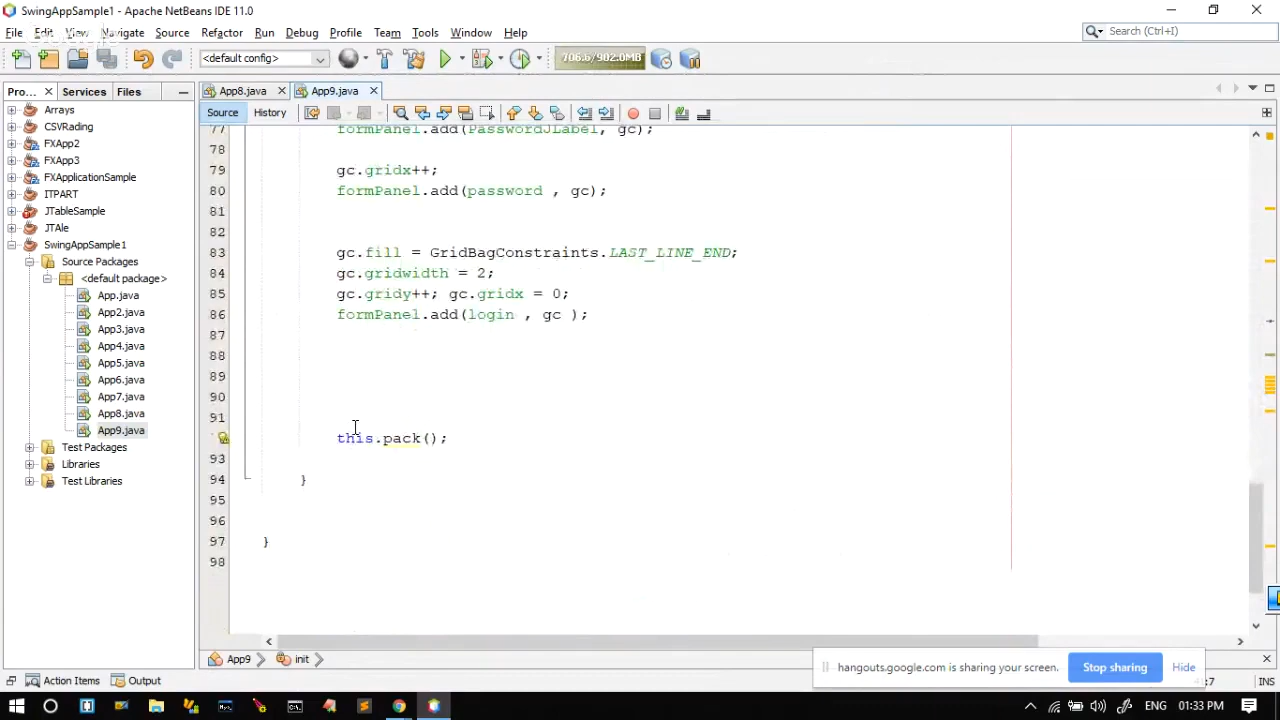 SwingAppSample1 - Apache NetBeans IDE 11.0
File Edit View Navigate Source Refactor Run Debug Profile Team Tools Window Help
Search (Ctrl+I)
<default config>
706.6/982.0MB
Pro... Services Files
App8.java App9.java
Source History
Arrays
CSVRading
FXApp2
FXApp3
FXApplicationSample
ITPART
JTableSample
JTAle
SwingAppSample1
Source Packages
<default package>
App.java
App2.java
App3.java
App4.java
App5.java
App6.java
App7.java
App8.java
App9.java
Test Packages
Libraries
Test Libraries
77 formPanel.add(PasswordJLabel, gc);
78
79 gc.gridx++;
80 formPanel.add(password , gc);
81
82
83 gc.fill = GridBagConstraints.LAST_LINE_END;
84 gc.gridwidth = 2;
85 gc.gridy++; gc.gridx = 0;
86 formPanel.add(login , gc );
87
88
89
90
91
this.pack();
93
94 }
95
96
97 }
98
App9 init
hangouts.google.com is sharing your screen. Stop sharing Hide
Action Items Output
:7 INS
ENG 01:33 PM